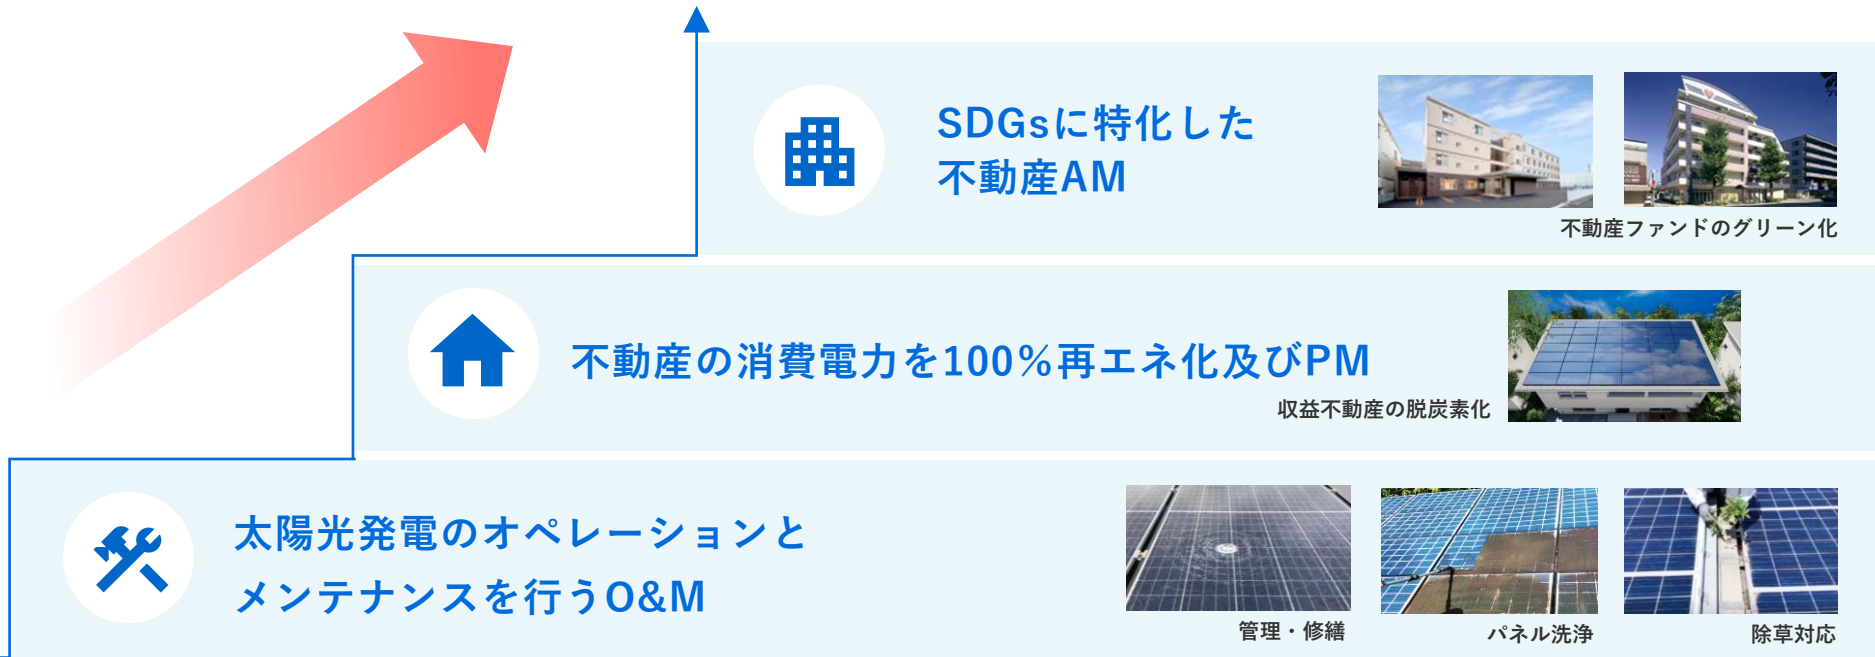 SDGsに特化した
不動産AM
不動産ファンドのグリーン化
不動産の消費電力を100%再エネ化及びPM
収益不動産の脱炭素化
太陽光発電のオペレーションと
メンテナンスを行うO&M
管理・修繕
パネル洗浄
除草対応